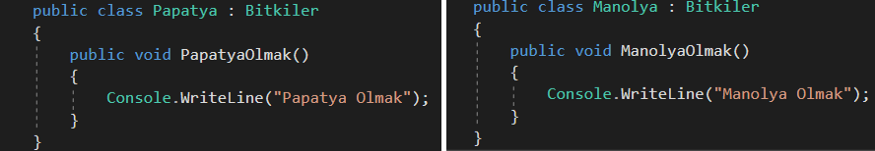 public class Papatya : Bitkiler
{
public void PapatyaOlmak()
{
Console.WriteLine("Papatya Olmak");
}
}
public class Manolya : Bitkiler
{
public void ManolyaOlmak()
{
Console.WriteLine("Manolya Olmak");
}
}